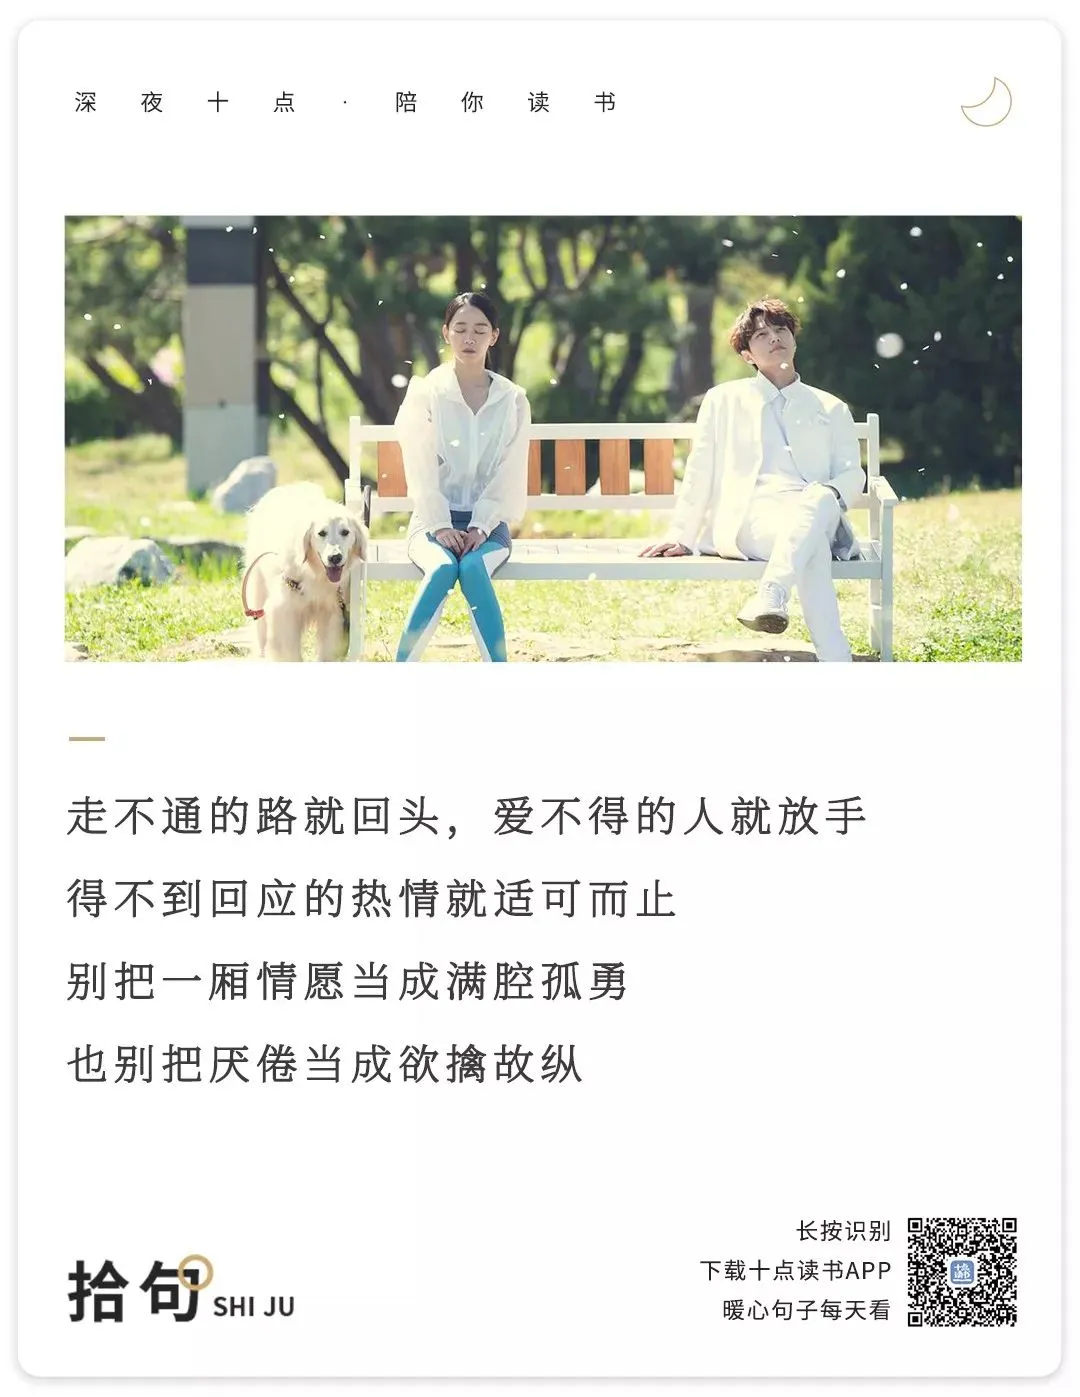 深夜十点·陪你读书
走不通的路就回头，爱不得的人就放手
得不到回应的热情就适可而止
别把一厢情愿当成满腔孤勇
也别把厌倦当成欲擒故纵
拾句 SHI JU
长按识别
下载十点读书APP
暖心句子每天看
十点
读书